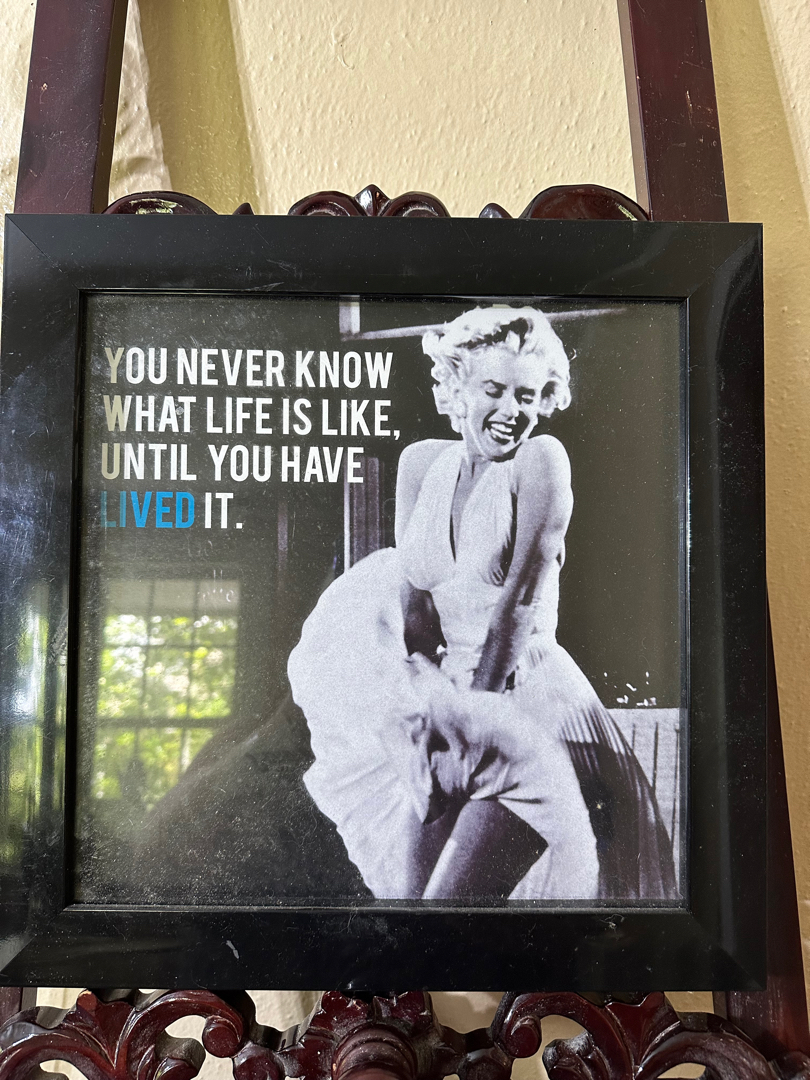 YOU NEVER KNOW
WHAT LIFE IS LIKE,
UNTIL YOU HAVE
LIVED IT.